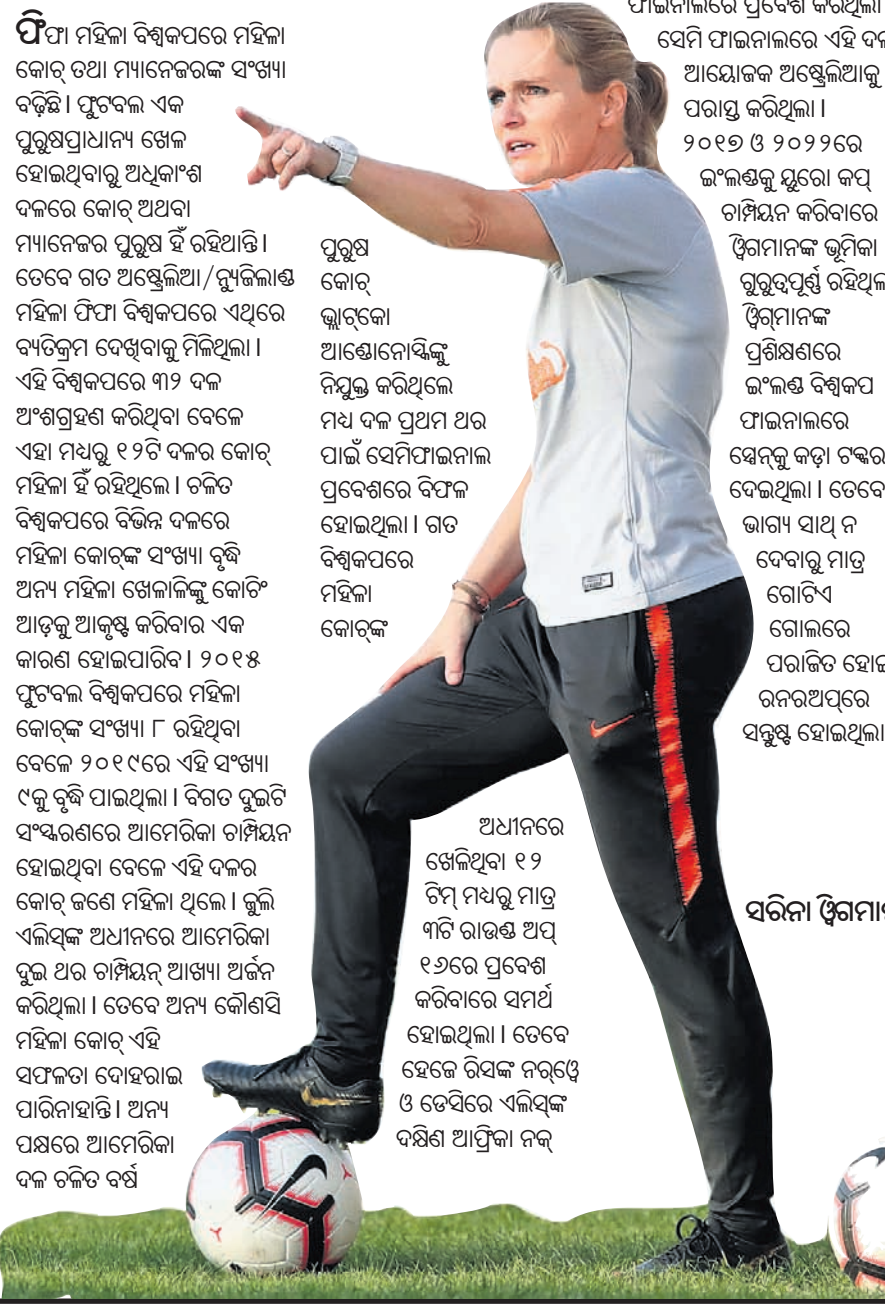 ଫିଫା ମହିଳା ବିଶ୍ୱକପରେ ମହିଳା
କୋଚ୍ ତଥା ମ୍ୟାନେଜରଙ୍କ ସଂଖ୍ୟା
ବଢ଼ିଛି । ଫୁଟବଲ ଏକ
ପୁରୁଷପ୍ରାଧାନ୍ୟ ଖେଳ
ହୋଇଥିବାରୁ ଅଧିକାଂଶ
ଦଳରେ କୋଚ୍ ଅଥବା
ମ୍ୟାନେଜର ପୁରୁଷ ହିଁ ରହିଥାନ୍ତି ।
ତେବେ ଗତ ଅଷ୍ଟ୍ରେଲିଆ/ନ୍ୟୁଜିଲାଣ୍ଡ
ମହିଳା ଫିଫା ବିଶ୍ୱକପରେ ଏଥିରେ
ବ୍ୟତିକ୍ରମ ଦେଖିବାକୁ ମିଳିଥିଲା ।
ଏହି ବିଶ୍ୱକପରେ ୩୨ ଦଳ
ଅଂଶଗ୍ରହଣ କରିଥିବା ବେଳେ
ଏହା ମଧ୍ୟରୁ ୧୨ଟି ଦଳର କୋଚ୍
ମହିଳା ହିଁ ରହିଥିଲେ । ଚଳିତ
ବିଶ୍ୱକପରେ ବିଭିନ୍ନ ଦଳରେ
ମହିଳା କୋଚ୍‌ଙ୍କ ସଂଖ୍ୟା ବୃଦ୍ଧି
ଅନ୍ୟ ମହିଳା ଖେଳାଳିଙ୍କୁ କୋଚିଂ
ଆଡ଼କୁ ଆକୃଷ୍ଟ କରିବାର ଏକ
କାରଣ ହୋଇପାରିବ । ୨୦୧୫
ଫୁଟବଲ ବିଶ୍ୱକପରେ ମହିଳା
କୋଚ୍‌ଙ୍କ ସଂଖ୍ୟା ୮ ରହିଥିବା
ବେଳେ ୨୦୧୯ରେ ଏହି ସଂଖ୍ୟା
୯କୁ ବୃଦ୍ଧି ପାଇଥିଲା । ବିଗତ ଦୁଇଟି
ସଂସ୍କରଣରେ ଆମେରିକା ଚାମ୍ପିୟନ
ହୋଇଥିବା ବେଳେ ଏହି ଦଳର
କୋଚ୍ ଜଣେ ମହିଳା ଥିଲେ । ଜୁଲି
ଏଲିସ୍‌ଙ୍କ ଅଧୀନରେ ଆମେରିକା
ଦୁଇ ଥର ଚାମ୍ପିୟନ୍ ଆଖ୍ୟା ଅର୍ଜନ
କରିଥିଲା । ତେବେ ଅନ୍ୟ କୌଣସି
ମହିଳା କୋଚ୍ ଏହି
ସଫଳତା ଦୋହରାଇ
ପାରିନାହାନ୍ତି । ଅନ୍ୟ
ପକ୍ଷରେ ଆମେରିକା
ଦଳ ଚଳିତ ବର୍ଷ
ପୁରୁଷ
କୋଚ୍
ଭ୍ଲାଟ୍‌କୋ
ଆଣ୍ଡୋନୋସ୍କିଙ୍କୁ
ନିଯୁକ୍ତ କରିଥିଲେ
ମଧ୍ୟ ଦଳ ପ୍ରଥମ ଥର
ପାଇଁ ସେମିଫାଇନାଲ
ପ୍ରବେଶରେ ବିଫଳ
ହୋଇଥିଲା । ଗତ
ବିଶ୍ୱକପରେ
ମହିଳା
କୋଚ୍‌ଙ୍କ
ଅଧୀନରେ
ଖେଳିଥିବା ୧୨
ଟିମ୍ ମଧ୍ୟରୁ ମାତ୍ର
୩ଟି ରାଉଣ୍ଡ ଅପ୍
୧୬ରେ ପ୍ରବେଶ
କରିବାରେ ସମର୍ଥ
ହୋଇଥିଲା । ତେବେ
ହେଜେ ରିସଙ୍କ ନର୍‌ୱେ
ଓ ଡେସିରେ ଏଲିସ୍‌ଙ୍କ
ଦକ୍ଷିଣ ଆଫ୍ରିକା ନକ୍
ଫାଇନାଲରେ ପ୍ରବେଶ କରିଥିଲା
ସେମି ଫାଇନାଲରେ ଏହି
ଆୟୋଜକ ଅଷ୍ଟ୍ରେଲିଆକୁ
ପରାସ୍ତ କରିଥିଲା ।
୨୦୧୭ ଓ ୨୦୨୨ରେ
ଇଂଲଣ୍ଡକୁ ୟୁରୋ କପ୍
ଚାମ୍ପିୟନ କରିବାରେ
ୱିଗମାନଙ୍କ ଭୂମିକା
ଗୁରୁତ୍ୱପୂର୍ଣ୍ଣ
ୱିଗ୍‌ମାନଙ୍କ
ପ୍ରଶିକ୍ଷଣରେ
ଇଂଲଣ୍ଡ ବିଶ୍ୱକପ
ଫାଇନାଲରେ
ସ୍ପେନ୍‌କୁ କଡ଼ା ଟକ୍କର
ଦେଇଥିଲା । ତେବେ
ଭାଗ୍ୟ ସାଥ୍ ନ
ଦେବାରୁ ମାତ୍ର
ଗୋଟିଏ
ଗୋଲରେ
ପରାଜିତ
ରନରଅପ୍‌ରେ
ସନ୍ତୁଷ୍ଟ ହୋଇଥିଲା
ସରିନା